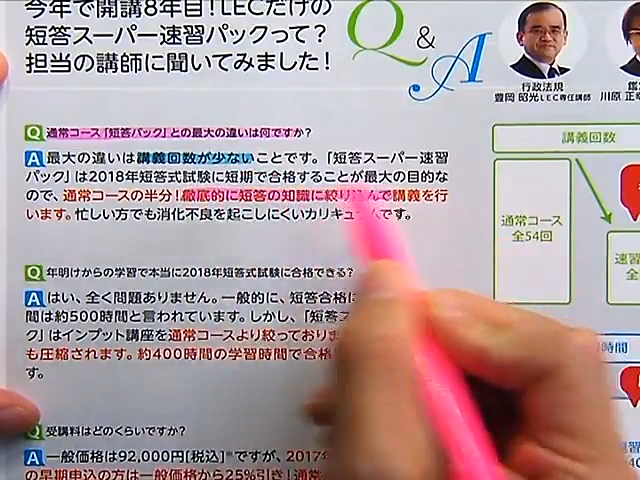 今年で開講8年目！LECだけの
短答スーパー速習パックって？
担当の講師に聞いてみました！
Q & A
行政法規
豊岡 昭光LEC専任講師
川原 正
Q 通常コース「短答パック」との最大の違いは何ですか？
A 最大の違いは講義回数が少ないことです。「短答スーパー速習
パック」は2018年短答式試験に短期で合格することが最大の目的な
ので、通常コースの半分！徹底的に短答の知識に絞り込んで講義を行
います。忙しい方でも消化不良を起こしにくいカリキュラムです。
講義回数
通常コース
全54回
速習
全
Q 年明けからの学習で本当に2018年短答式試験に合格できる？
A はい、全く問題ありません。一般的に、短答合格に
間は約500時間と言われています。しかし、「短答ス
ク」はインプット講座を通常コースより絞っておりま
も圧縮されます。約400時間の学習時間で合格
す。
時間
Q 受講料はどのくらいですか？
A 一般価格は92,000円[税込]※ですが、2017年
の早期申込の方は一般価格から25%引き！通常